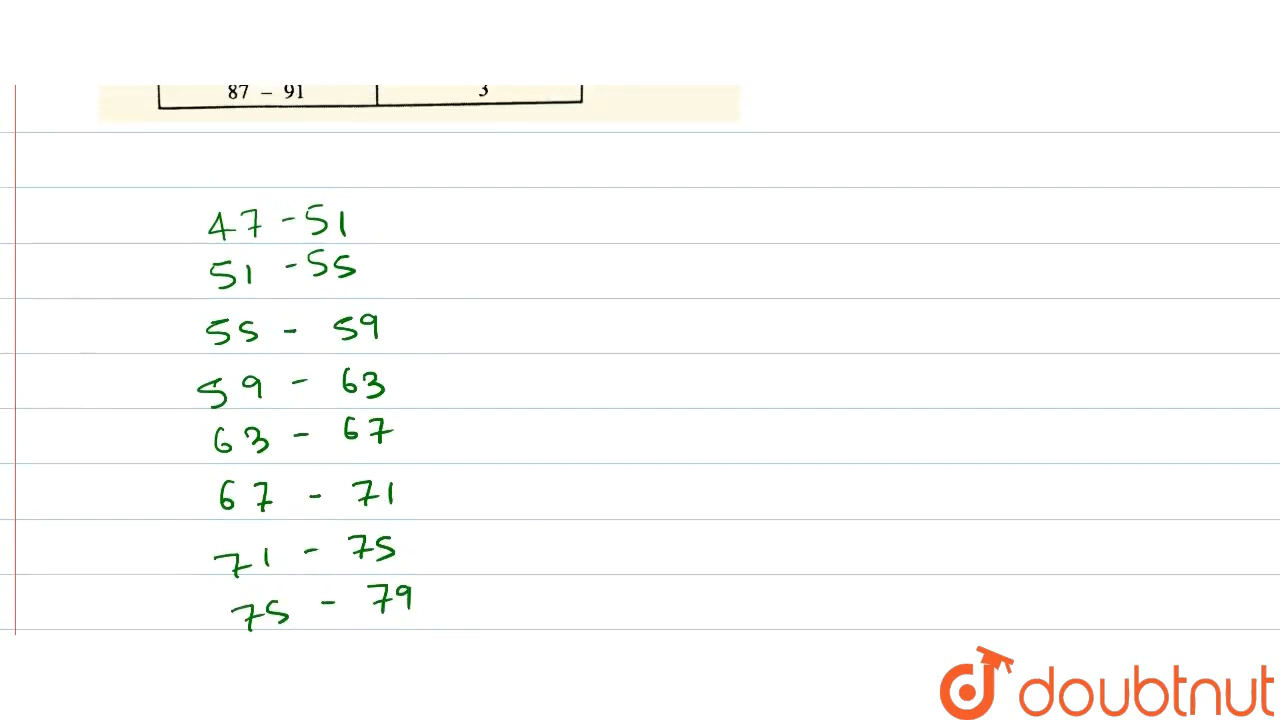 87 – 91 3
47 - 51
51 - 55
55 - 59
59 - 63
63 - 67
67 - 71
71 - 75
75 - 79
doubtnut